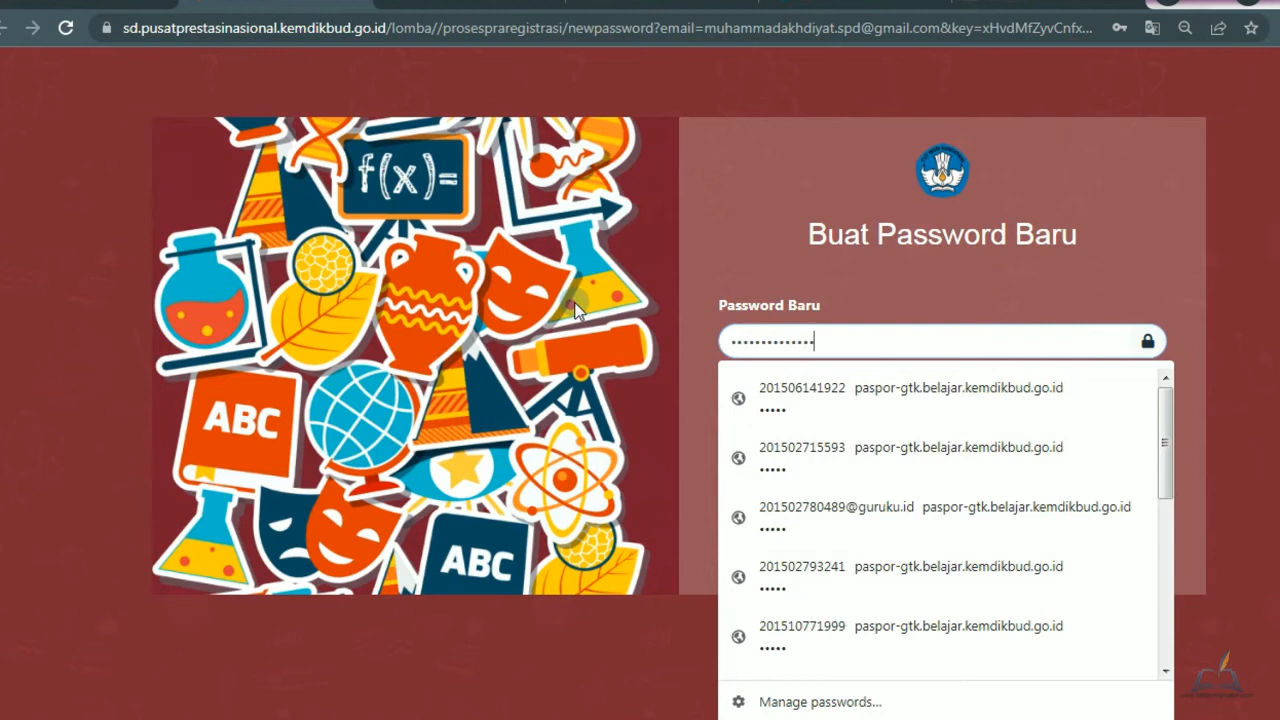 sd.pusatprestasinasional.kemdikbud.go.id/lomba//prosespraregistrasi/newpassword?email=muhammadakhdiyat.spd@gmail.com&key=xHvdMfZyvCnfx...
f(x)=
ABC
ABC
Buat Password Baru
Password Baru
••••••••••••••
201506141922 paspor-gtk.belajar.kemdikbud.go.id
•••••
201502715593 paspor-gtk.belajar.kemdikbud.go.id
•••••
201502780489@guruku.id paspor-gtk.belajar.kemdikbud.go.id
•••••
201502793241 paspor-gtk.belajar.kemdikbud.go.id
•••••
201510771999 paspor-gtk.belajar.kemdikbud.go.id
•••••
Manage passwords...